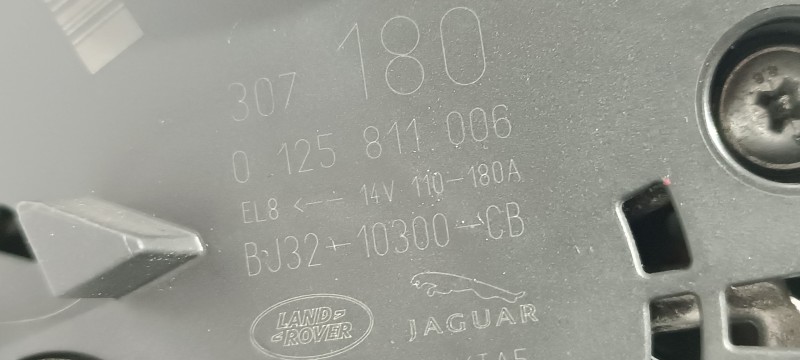 307 180
0 125 811 006
EL8 <-- 14V 110-180A
BJ32-10300-CB
LAND-
ROVER
JAGUAR